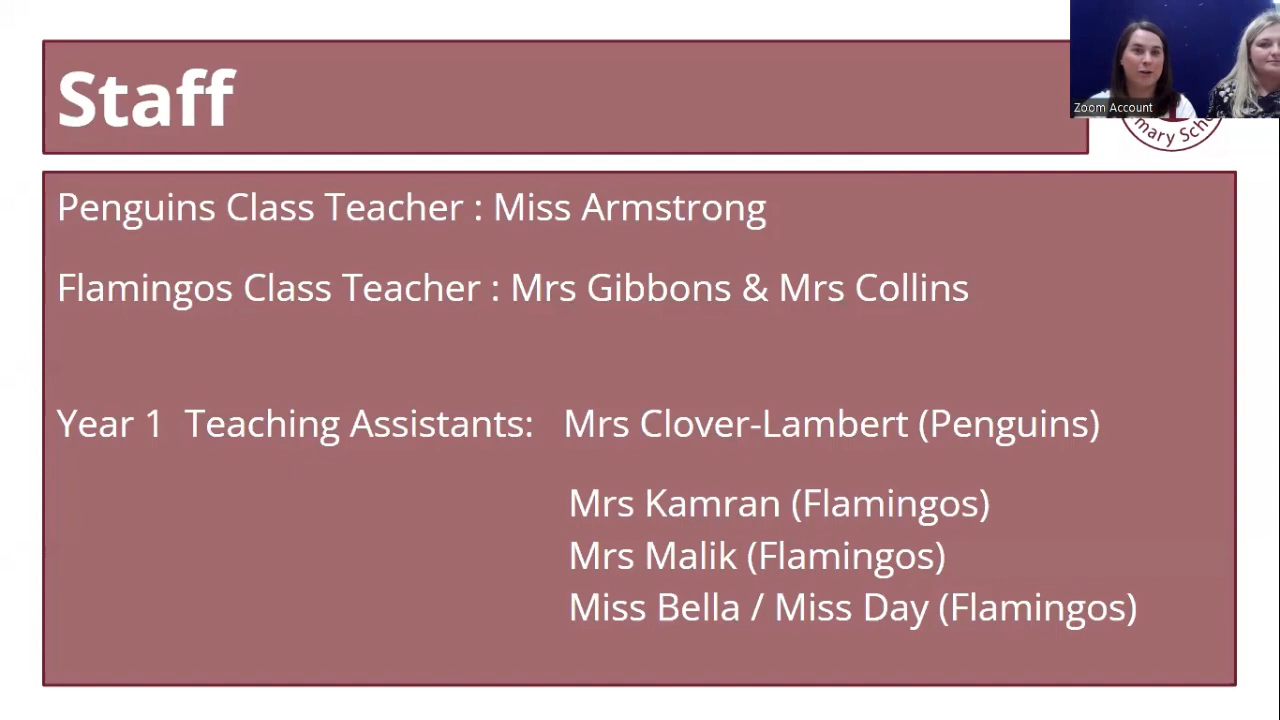 Staff
Zoom Account
Penguins Class Teacher : Miss Armstrong
Flamingos Class Teacher : Mrs Gibbons & Mrs Collins
Year 1  Teaching Assistants:   Mrs Clover-Lambert (Penguins)
Mrs Kamran (Flamingos)
Mrs Malik (Flamingos)
Miss Bella / Miss Day (Flamingos)